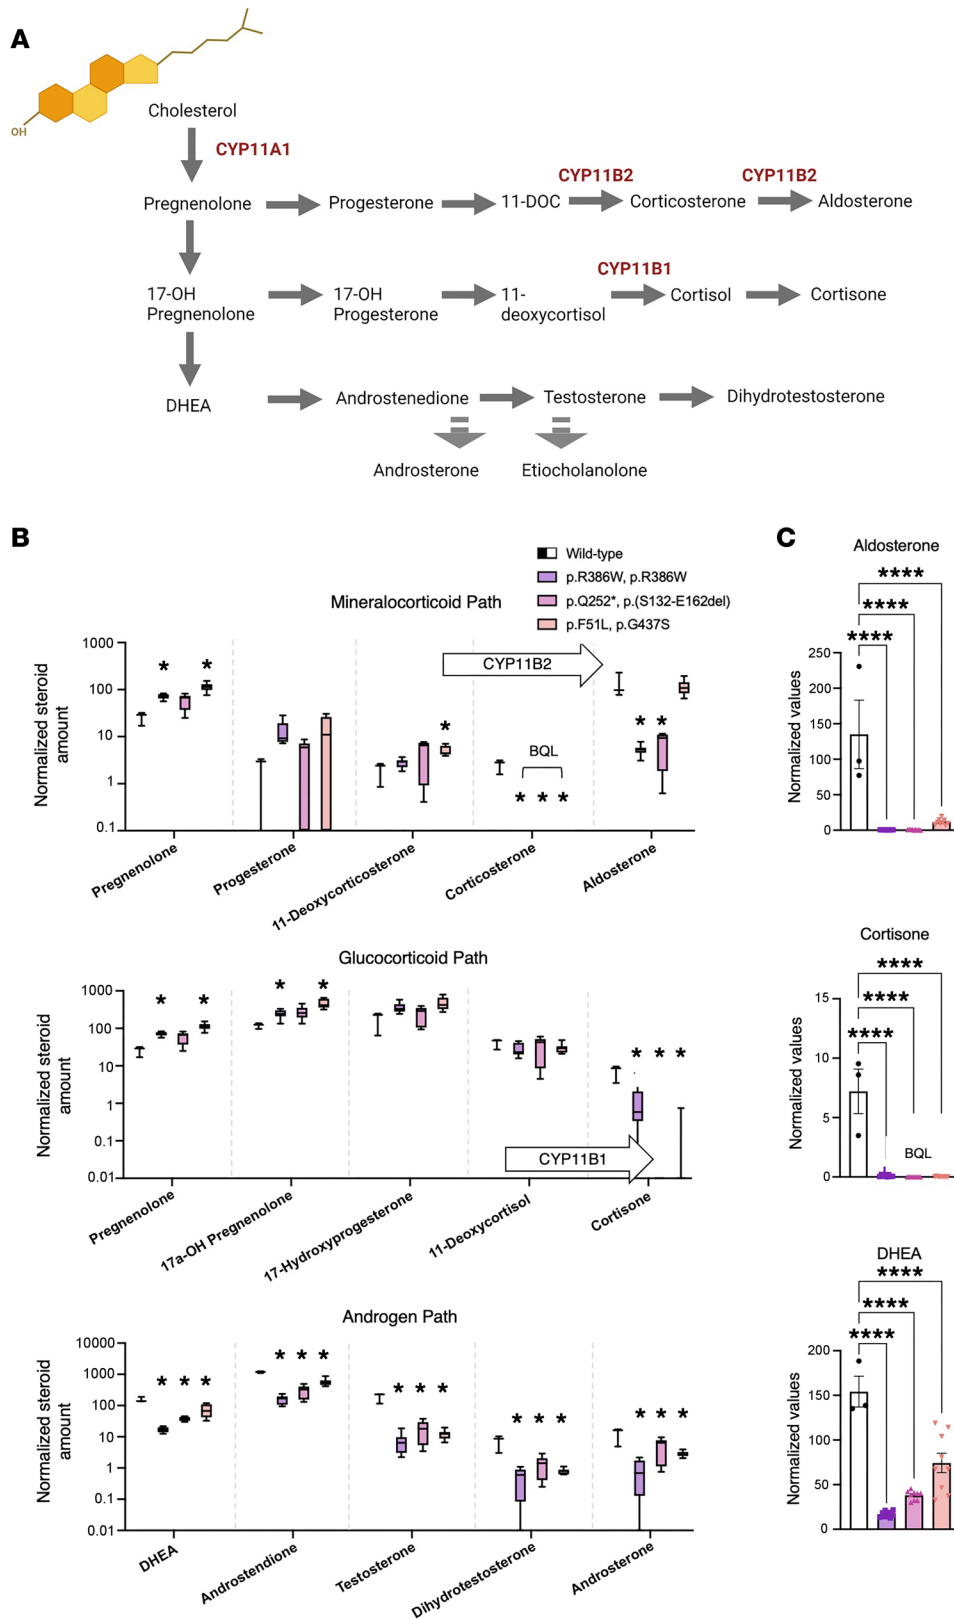 A
OH
Cholesterol
CYP11A1
CYP11B2
CYP11B2
Pregnenolone
Progesterone
11-DOC
Corticosterone
Aldosterone
CYP11B1
17-OH
Pregnenolone
17-OH
Progesterone
11-
deoxycortisol
Cortisol
Cortisone
DHEA
Androstenedione
Testosterone
Dihydrotestosterone
Androsterone
Etiocholanolone
B
Wild-type
p.R386W, p.R386W
p.Q252*, p.(S132-E162del)
p.F51L, p.G437S
Mineralocorticoid Path
Normalized steroid
amount
1000
100
10
1
0.1
* *
*
CYP11B2
BQL
* * *
* *
Pregnenolone
Progesterone
11-Deoxycorticosterone
Corticosterone
Aldosterone
Glucocorticoid Path
Normalized steroid
amount
1000
100
10
1
0.1
0.01
* *
* *
* * *
CYP11B1
Pregnenolone
17a-OH Pregnenolone
17-Hydroxyprogesterone
11-Deoxycortisol
Cortisone
Androgen Path
Normalized steroid
amount
10000
1000
100
10
1
0.1
0.01
* * *
* * *
* * *
* * *
* * *
DHEA
Androstendione
Testosterone
Dihydrotestosterone
Androsterone
C
Aldosterone
****
****
****
Normalized values
250
200
150
100
50
0
Cortisone
****
****
****
Normalized values
15
10
5
0
BQL
DHEA
****
****
****
Normalized values
200
150
100
50
0